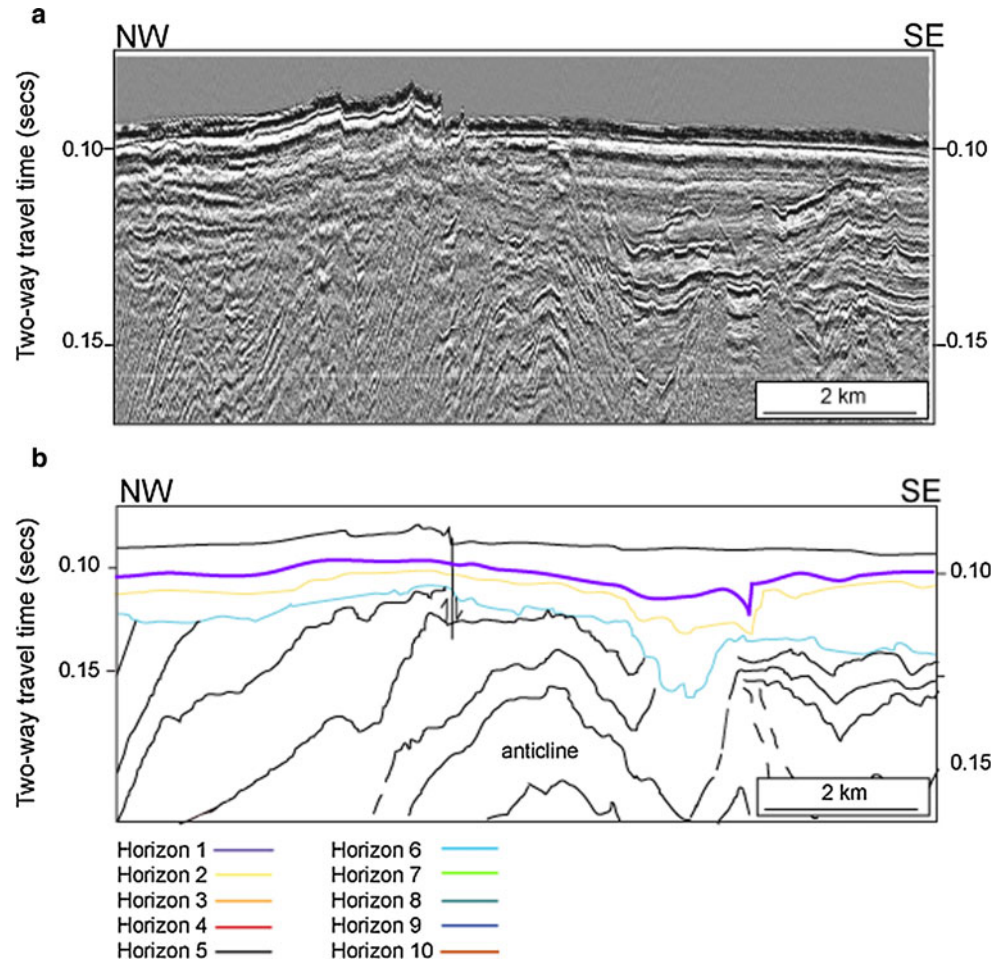 a
NW SE
Two-way travel time (secs)
0.10 0.10
0.15 0.15
2 km
b
NW SE
Two-way travel time (secs)
0.10 0.10
0.15
anticline
0.15
2 km
Horizon 1 Horizon 6
Horizon 2 Horizon 7
Horizon 3 Horizon 8
Horizon 4 Horizon 9
Horizon 5 Horizon 10